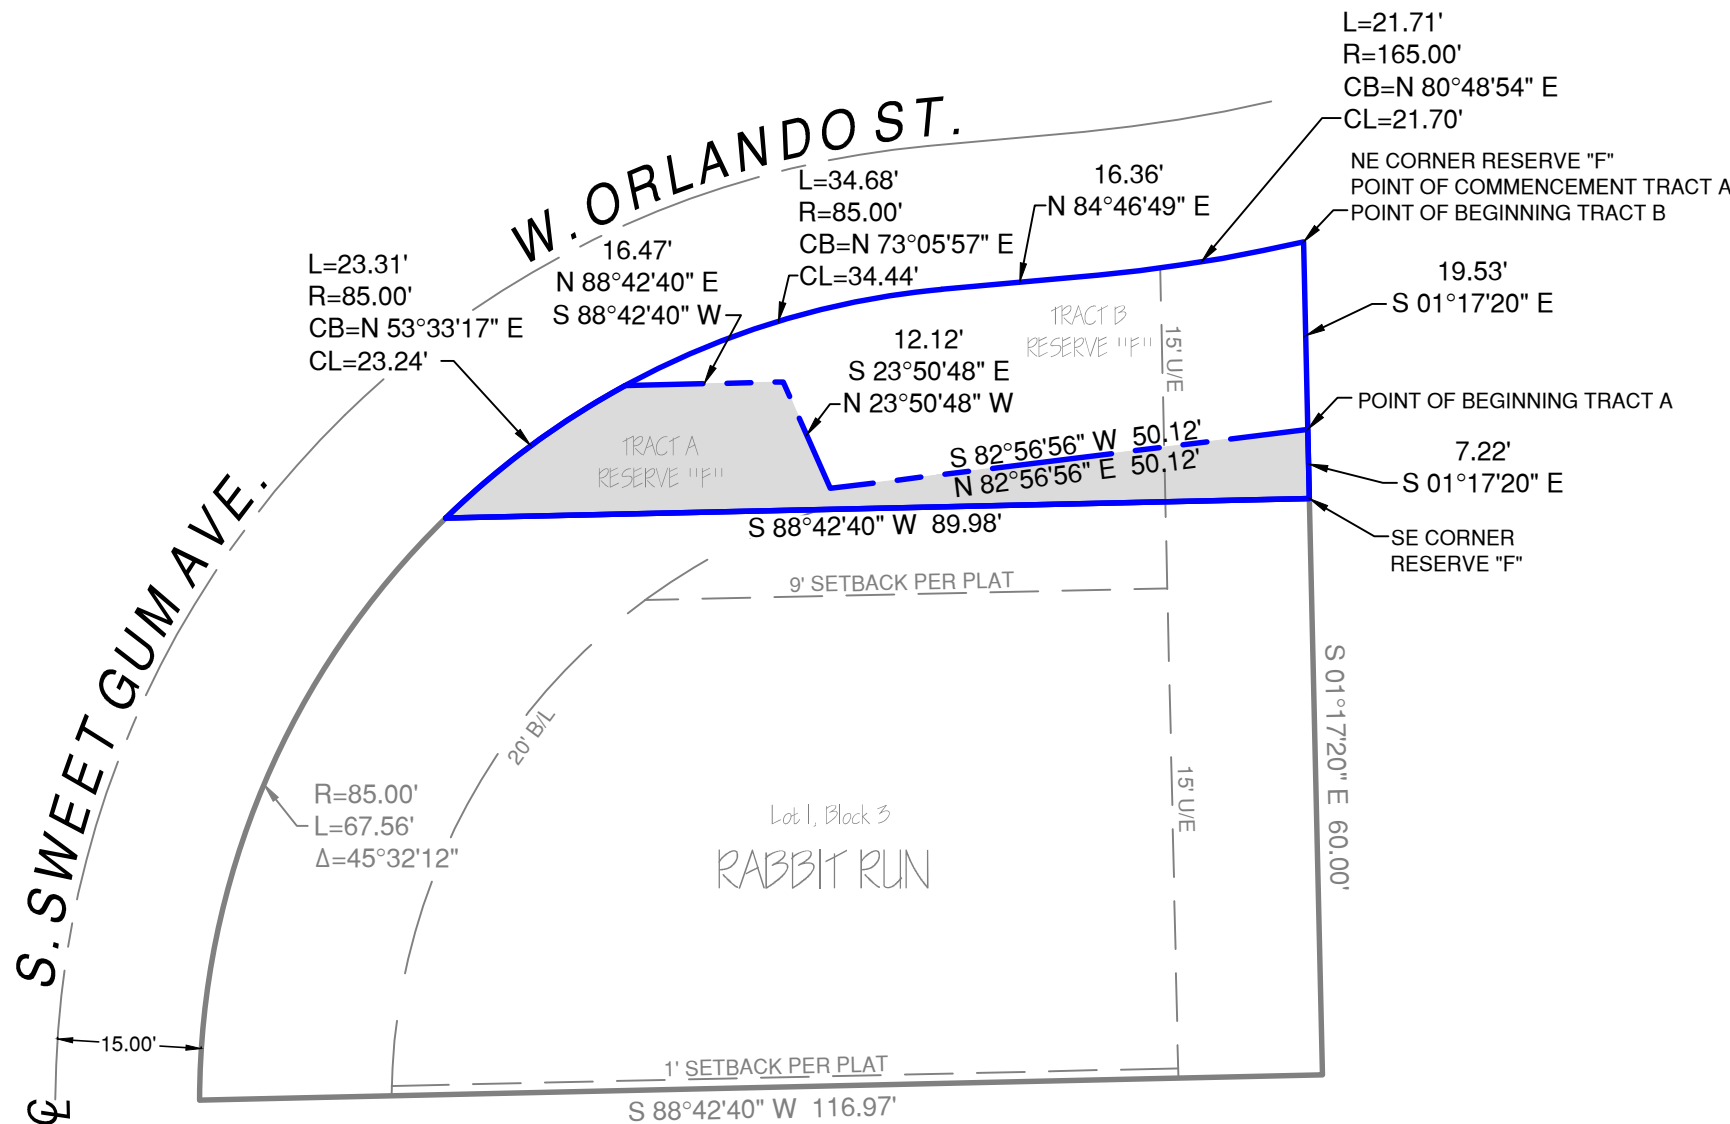 L=21.71'
R=165.00'
CB=N 80°48'54" E
CL=21.70'
W. ORLANDO ST.
NE CORNER RESERVE "F"
POINT OF COMMENCEMENT TRACT A
POINT OF BEGINNING TRACT B
L=34.68'
R=85.00'
CB=N 73°05'57" E
CL=34.44'
16.36'
N 84°46'49" E
16.47'
N 88°42'40" E
S 88°42'40" W
L=23.31'
R=85.00'
CB=N 53°33'17" E
CL=23.24'
19.53'
S 01°17'20" E
TRACT B
RESERVE "F"
15' U/E
12.12'
S 23°50'48" E
N 23°50'48" W
POINT OF BEGINNING TRACT A
TRACT A
RESERVE "F"
S 82°56'56" W 50.12'
N 82°56'56" E 50.12'
7.22'
S 01°17'20" E
S 88°42'40" W 89.98'
SE CORNER
RESERVE "F"
S. SWEET GUM AVE.
9' SETBACK PER PLAT
20' B/L
S 01°17'20" E 60.00'
15' U/E
R=85.00'
L=67.56'
Δ=45°32'12"
Lot 1, Block 3
RABBIT RUN
15.00'
1' SETBACK PER PLAT
CL
S 88°42'40" W 116.97'